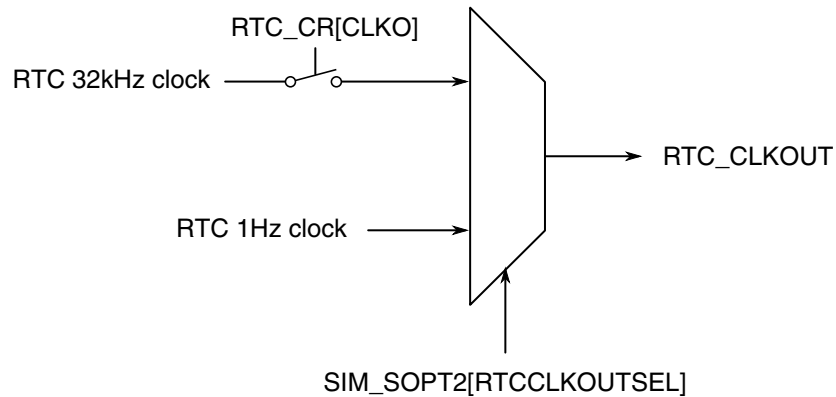 RTC_CR[CLKO]
RTC 32kHz clock
RTC_CLKOUT
RTC 1Hz clock
SIM_SOPT2[RTCCLKOUTSEL]